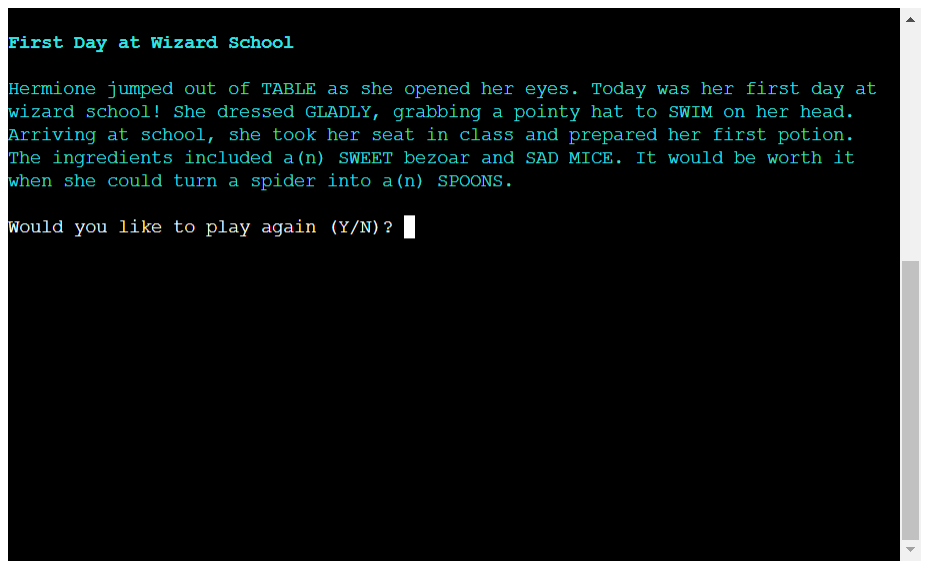 First Day at Wizard School
Hermione jumped out of TABLE as she opened her eyes. Today was her first day at
wizard school! She dressed GLADLY, grabbing a pointy hat to SWIM on her head.
Arriving at school, she took her seat in class and prepared her first potion.
The ingredients included a(n) SWEET bezoar and SAD MICE. It would be worth it
when she could turn a spider into a(n) SPOONS.
Would you like to play again (Y/N)?